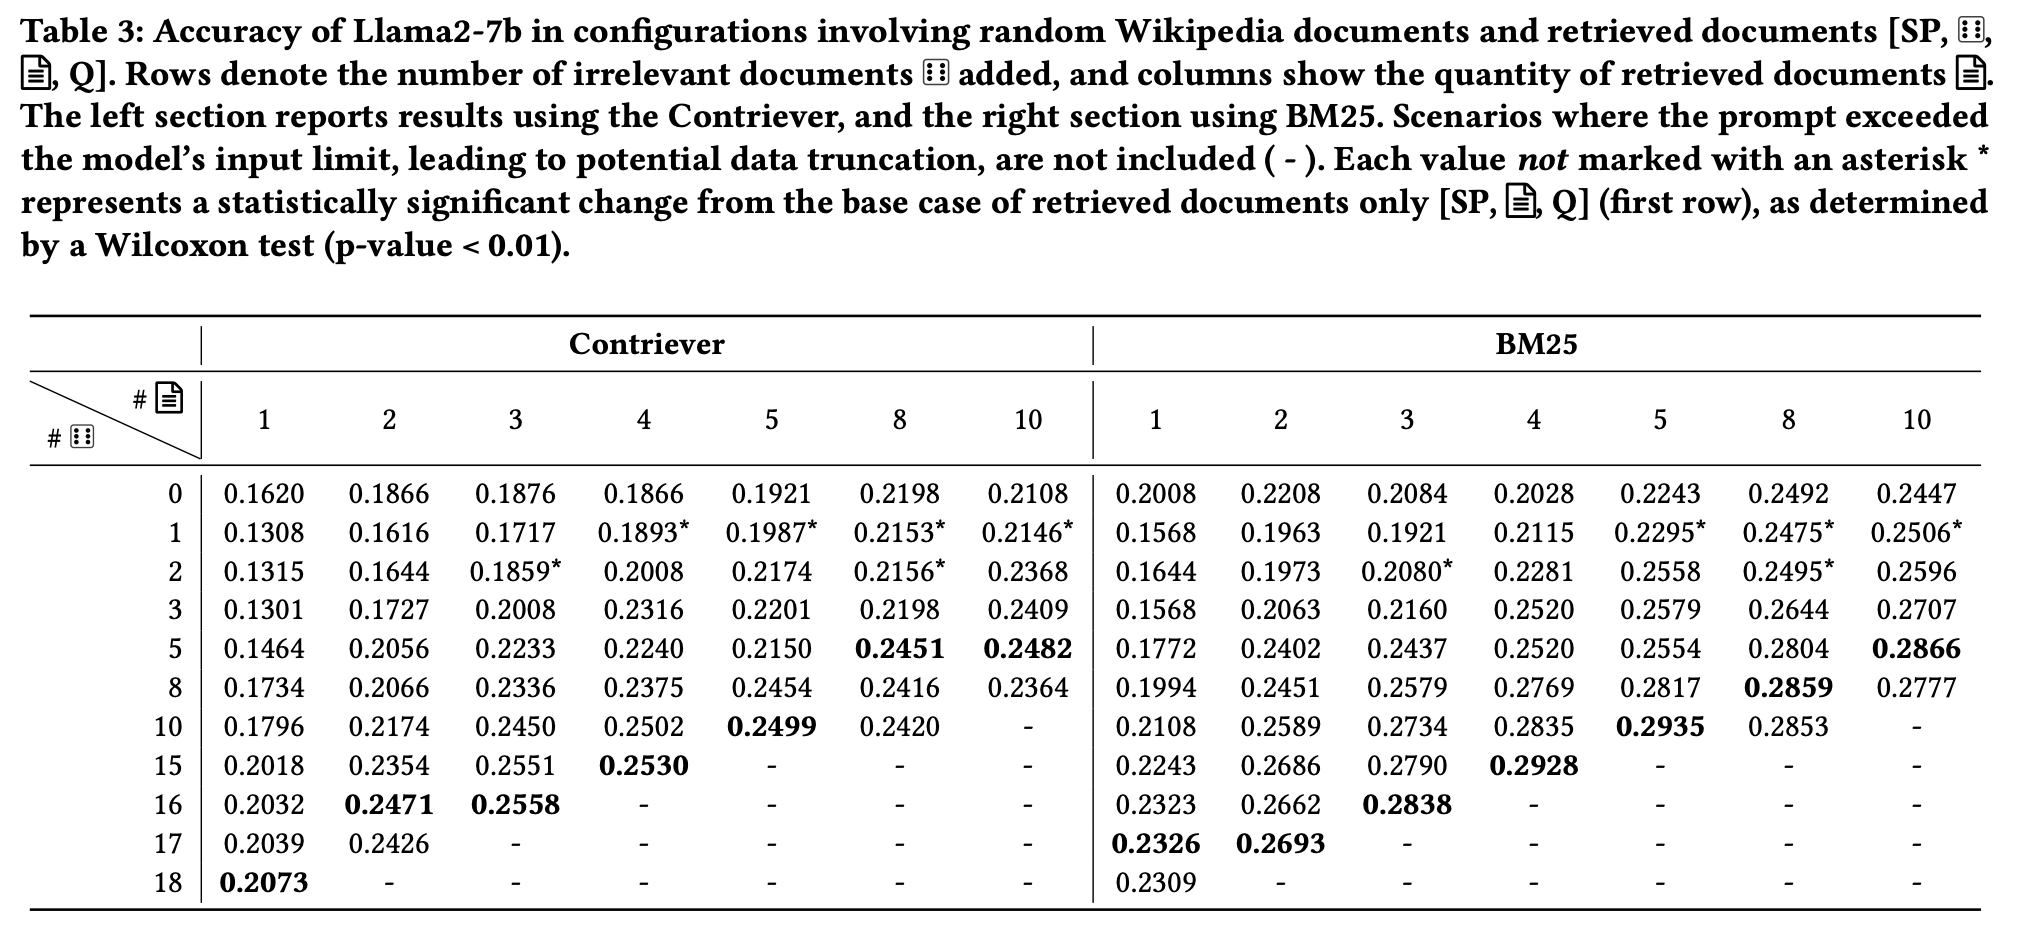 Table 3: Accuracy of Llama2-7b in configurations involving random Wikipedia documents and retrieved documents [SP, ⚅,
🖹, Q]. Rows denote the number of irrelevant documents ⚅ added, and columns show the quantity of retrieved documents 🖹.
The left section reports results using the Contriever, and the right section using BM25. Scenarios where the prompt exceeded
the model's input limit, leading to potential data truncation, are not included ( - ). Each value not marked with an asterisk *
represents a statistically significant change from the base case of retrieved documents only [SP, 🖹, Q] (first row), as determined
by a Wilcoxon test (p-value < 0.01).
Contriever BM25
# 🖹
# ⚅
1 2 3 4 5 8 10 1 2 3 4 5 8 10
0 0.1620 0.1866 0.1876 0.1866 0.1921 0.2198 0.2108 0.2008 0.2208 0.2084 0.2028 0.2243 0.2492 0.2447
1 0.1308 0.1616 0.1717 0.1893* 0.1987* 0.2153* 0.2146* 0.1568 0.1963 0.1921 0.2115 0.2295* 0.2475* 0.2506*
2 0.1315 0.1644 0.1859* 0.2008 0.2174 0.2156* 0.2368 0.1644 0.1973 0.2080* 0.2281 0.2558 0.2495* 0.2596
3 0.1301 0.1727 0.2008 0.2316 0.2201 0.2198 0.2409 0.1568 0.2063 0.2160 0.2520 0.2579 0.2644 0.2707
5 0.1464 0.2056 0.2233 0.2240 0.2150 0.2451 0.2482 0.1772 0.2402 0.2437 0.2520 0.2554 0.2804 0.2866
8 0.1734 0.2066 0.2336 0.2375 0.2454 0.2416 0.2364 0.1994 0.2451 0.2579 0.2769 0.2817 0.2859 0.2777
10 0.1796 0.2174 0.2450 0.2502 0.2499 0.2420 - 0.2108 0.2589 0.2734 0.2835 0.2935 0.2853 -
15 0.2018 0.2354 0.2551 0.2530 - - - 0.2243 0.2686 0.2790 0.2928 - - -
16 0.2032 0.2471 0.2558 - - - - 0.2323 0.2662 0.2838 - - - -
17 0.2039 0.2426 - - - - - 0.2326 0.2693 - - - - -
18 0.2073 - - - - - - 0.2309 - - - - - -